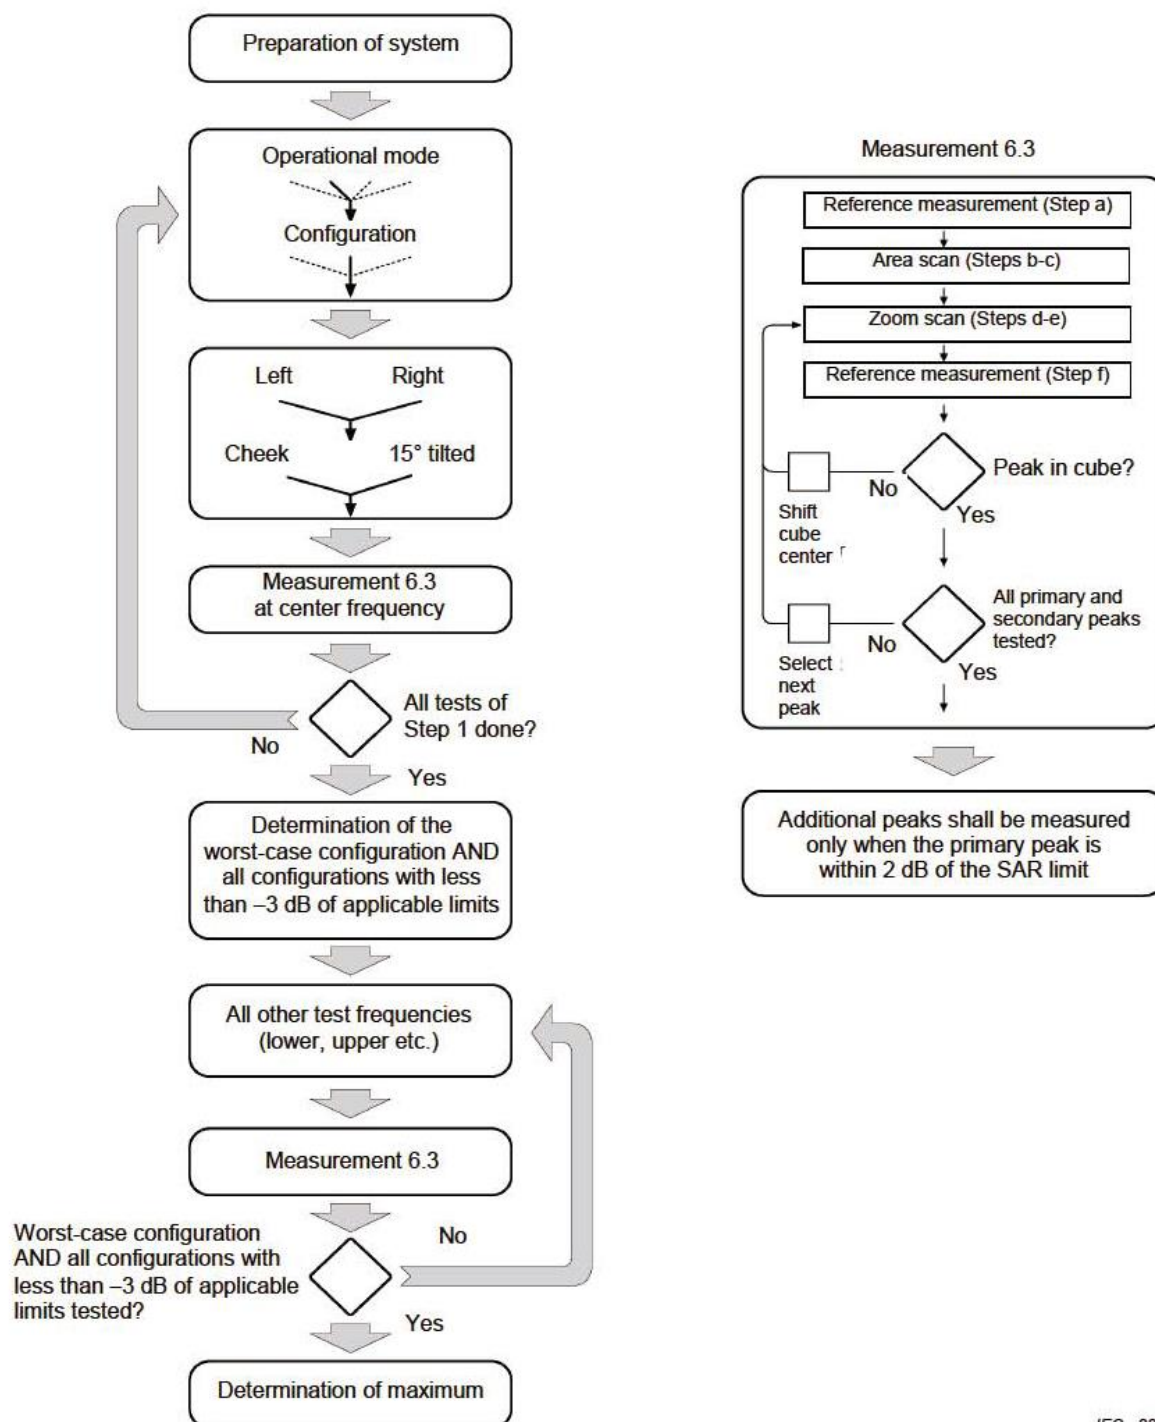 Preparation of system
Operational mode
Configuration
Left
Right
Cheek
15° tilted
Measurement 6.3
at center frequency
All tests of
Step 1 done?
No
Yes
Determination of the
worst-case configuration AND
all configurations with less
than –3 dB of applicable limits
All other test frequencies
(lower, upper etc.)
Measurement 6.3
Worst-case configuration
AND all configurations with
less than –3 dB of applicable
limits tested?
No
Yes
Determination of maximum
Measurement 6.3
Reference measurement (Step a)
Area scan (Steps b-c)
Zoom scan (Steps d-e)
Reference measurement (Step f)
Peak in cube?
No
Yes
Shift
cube
center
All primary and
secondary peaks
tested?
No
Yes
Select
next
peak
Additional peaks shall be measured
only when the primary peak is
within 2 dB of the SAR limit